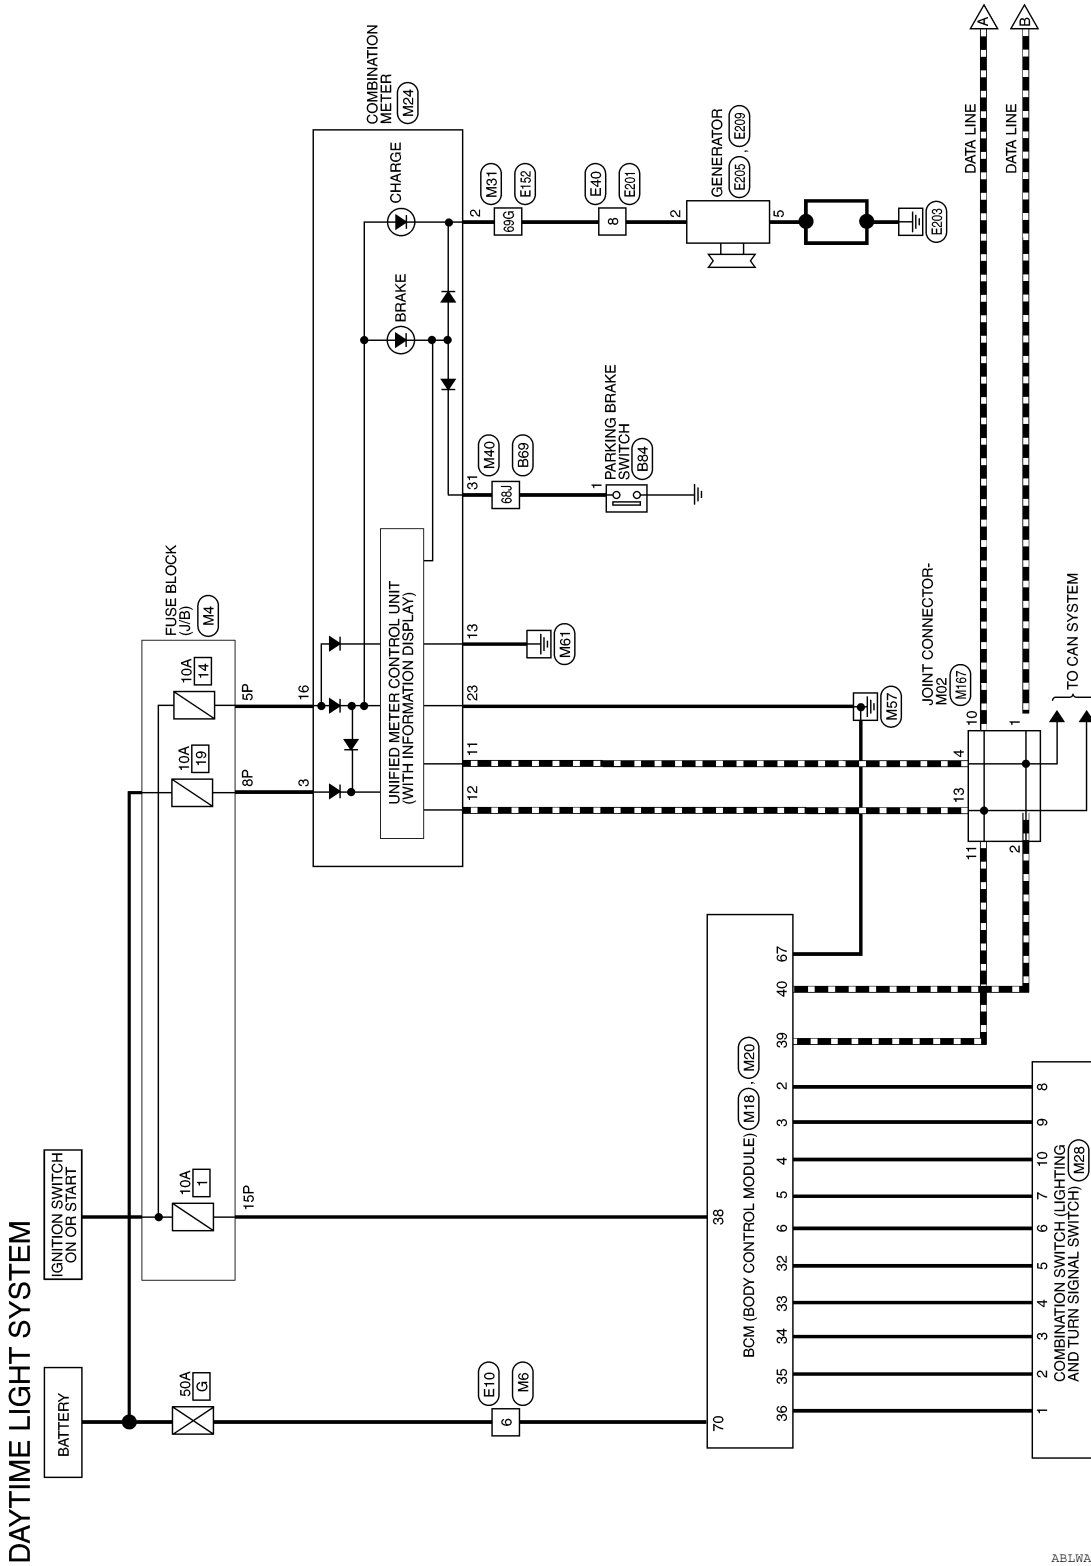 DAYTIME LIGHT SYSTEM
BATTERY
IGNITION SWITCH
ON OR START
50A
G
10A
1
10A
19
10A
14
FUSE BLOCK
(J/B)
M4
15P
8P
5P
3
16
COMBINATION
METER
M24
CHARGE
BRAKE
UNIFIED METER CONTROL UNIT
(WITH INFORMATION DISPLAY)
12
11
23
13
31
2
E10
M6
6
M40
B69
68J
M31
E152
69G
E40
E201
8
1
PARKING BRAKE
SWITCH
B84
M61
2
GENERATOR
E205 , E209
5
E203
M57
70
38
BCM (BODY CONTROL MODULE) M18 , M20
36
35
34
33
32
6
5
4
3
2
39
40
67
JOINT CONNECTOR-
M02
M167
13
4
11
10
2
1
DATA LINE
DATA LINE
A
B
TO CAN SYSTEM
1
2
3
4
5
6
7
10
9
8
COMBINATION SWITCH (LIGHTING
AND TURN SIGNAL SWITCH) M28
ABLWA